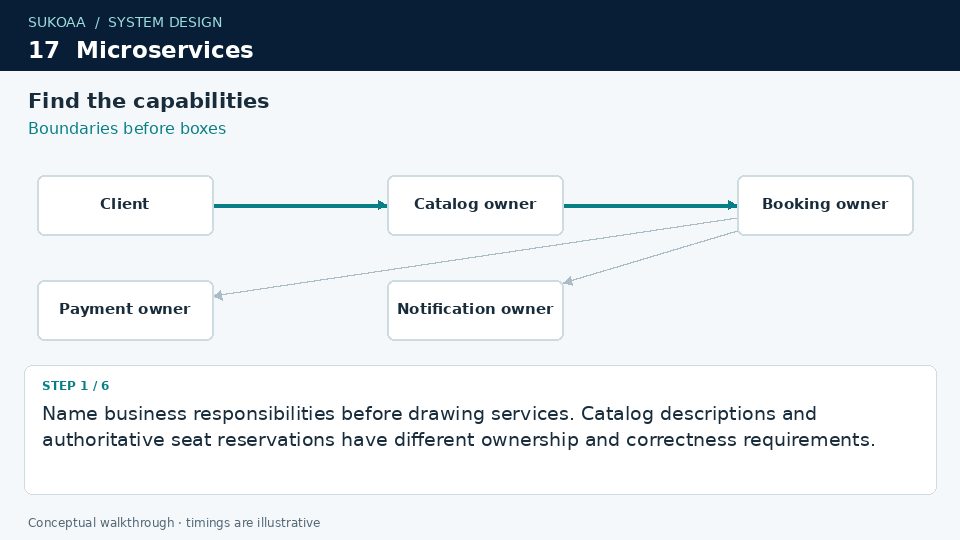 SUKOAA / SYSTEM DESIGN
17 Microservices
Find the capabilities
Boundaries before boxes
Client
Catalog owner
Booking owner
Payment owner
Notification owner
STEP 1 / 6
Name business responsibilities before drawing services. Catalog descriptions and
authoritative seat reservations have different ownership and correctness requirements.
Conceptual walkthrough · timings are illustrative